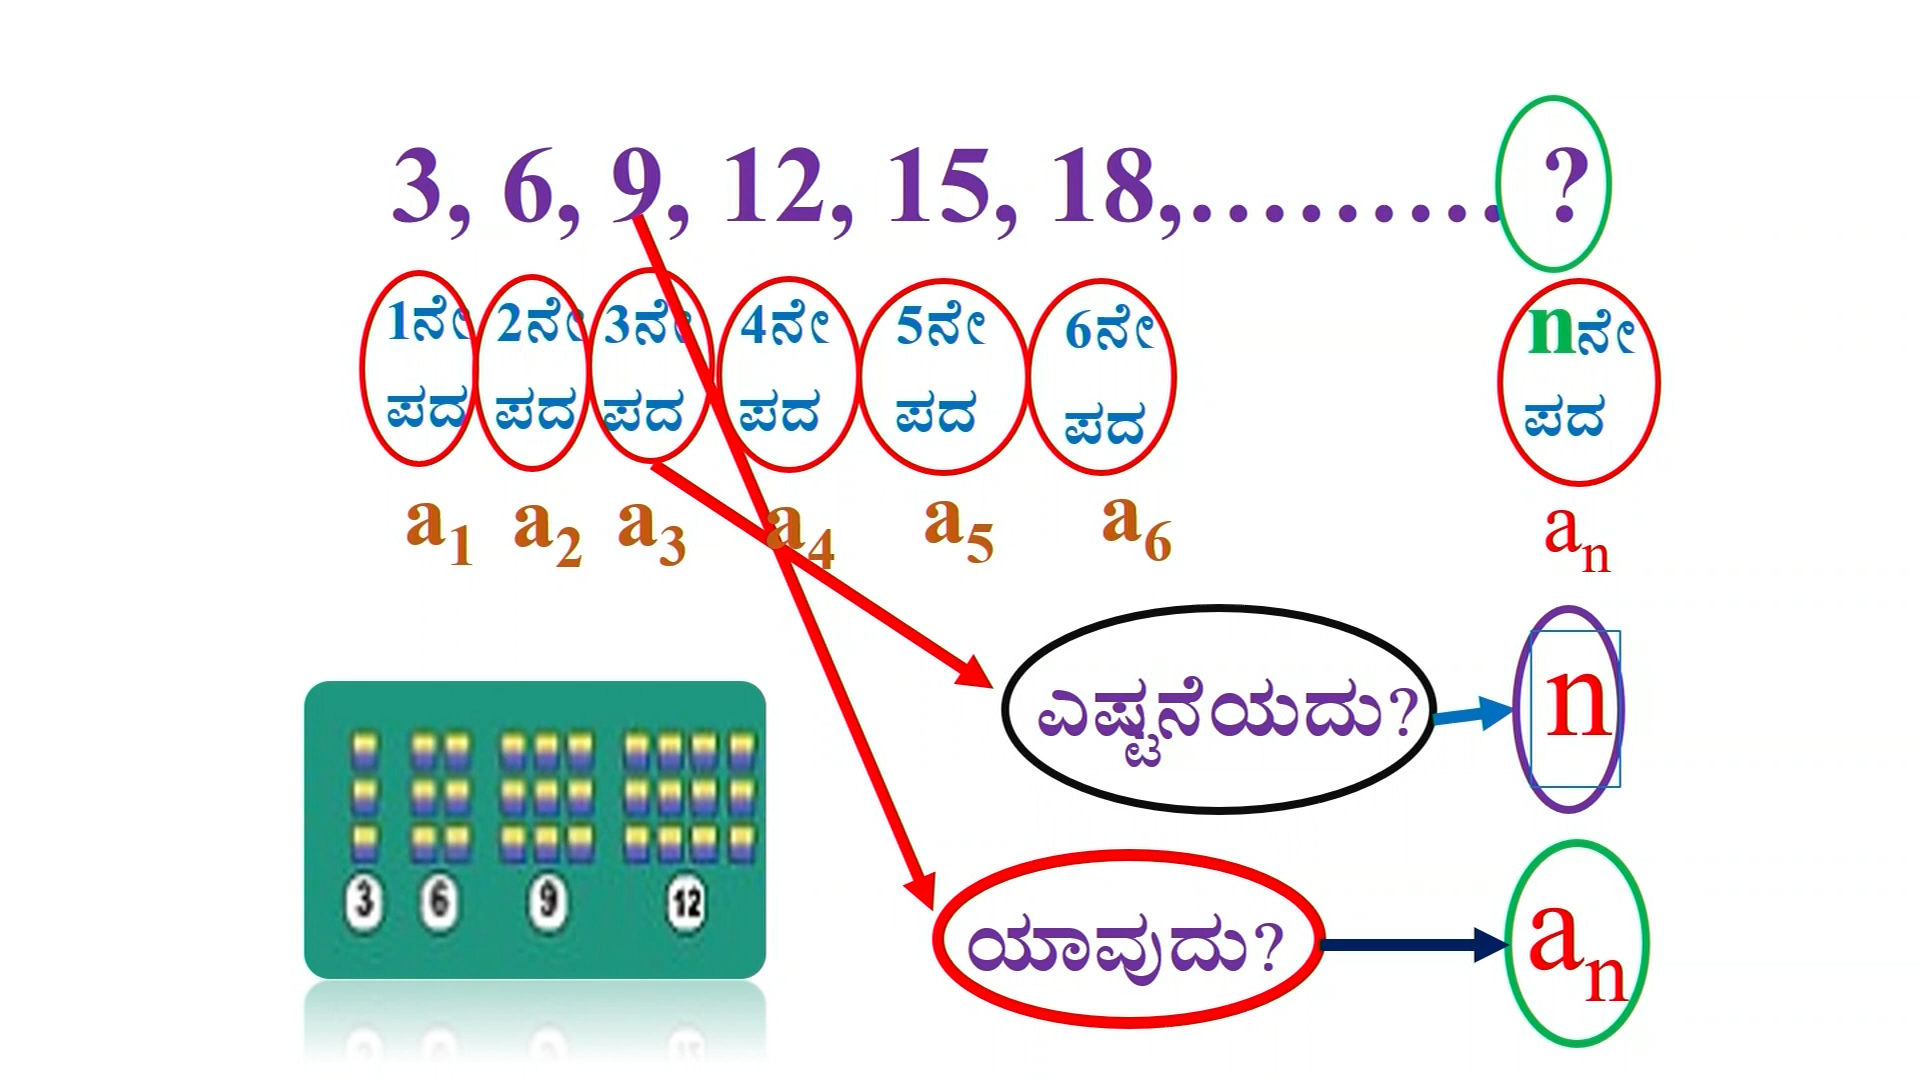 3, 6, 9, 12, 15, 18,......... ?
1ನೇ 2ನೇ 3ನೇ 4ನೇ 5ನೇ 6ನೇ nನೇ
ಪದ ಪದ ಪದ ಪದ ಪದ ಪದ ಪದ
a₁ a₂ a₃ a₄ a₅ a₆ aₙ
ಎಷ್ಟನೆಯದು? n
ಯಾವುದು? aₙ
3 6 9 12